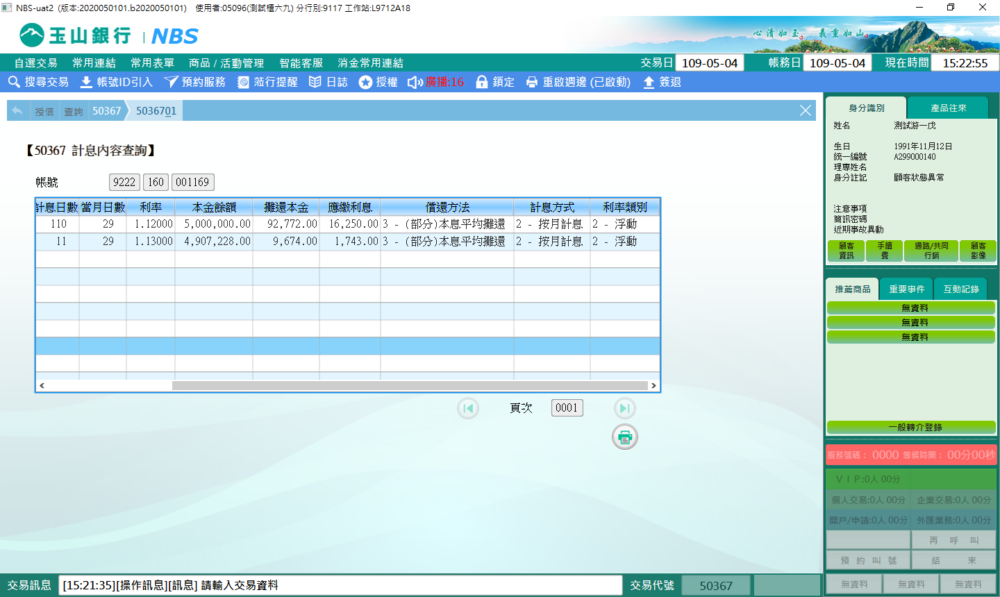 NBS-uat2 (版本:2020050101.b2020050101) 使用者:05096(測試櫃六九) 分行別:9117 工作站:L9712A18
玉山銀行 NBS
心清如玉。義重如山。
自選交易 常用連結 常用表單 商品 / 活動管理 智能客服 消金常用連結 交易日 109-05-04 帳務日 109-05-04 現在時間 15:22:55
搜尋交易 帳號ID引入 預約服務 蒞行提醒 日誌 授權 廣播:16 鎖定 重啟週邊 (已啟動) 簽退
授信 查詢 50367 5036701
【50367 計息內容查詢】
帳號 9222 160 001169
計息日數 當月日數 利率 本金餘額 攤還本金 應繳利息 償還方法 計息方式 利率類別
110 29 1.12000 5,000,000.00 92,772.00 16,250.00 3 - (部分)本息平均攤還 2 - 按月計息 2 - 浮動
11 29 1.13000 4,907,228.00 9,674.00 1,743.00 3 - (部分)本息平均攤還 2 - 按月計息 2 - 浮動
頁次 0001
身分識別 產品往來
姓名 測試游一戊
生日 1991年11月12日
統一編號 A299000140
理專姓名
身分註記 顧客狀態異常
注意事項
簡訊密碼
近期事故異動
顧客資訊 手續費 通路/共同行銷 顧客影像
推薦商品 重要事件 互動記錄
無資料
無資料
無資料
一般轉介登錄
服務號碼： 0000 等候時間： 00分00秒
ＶＩＰ:0人 00分
個人交易:0人 00分 企業交易:0人 00分
開戶/申請:0人 00分 外匯業務:0人 00分
再 呼 叫
預 約 叫 號 結 束
無資料 無資料 無資料
交易訊息 [15:21:35][操作訊息][訊息] 請輸入交易資料 交易代號 50367